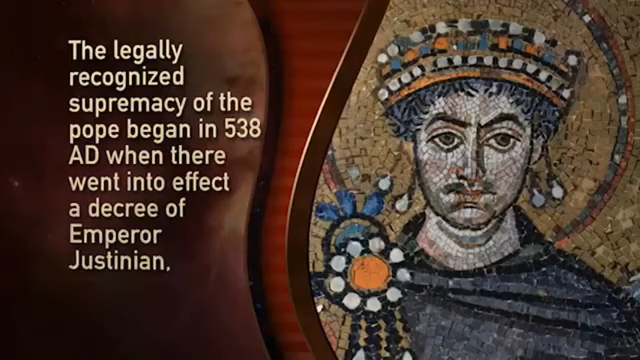 The legally
recognized
supremacy of the
pope began in 538
AD when there
went into effect
a decree of
Emperor
Justinian,